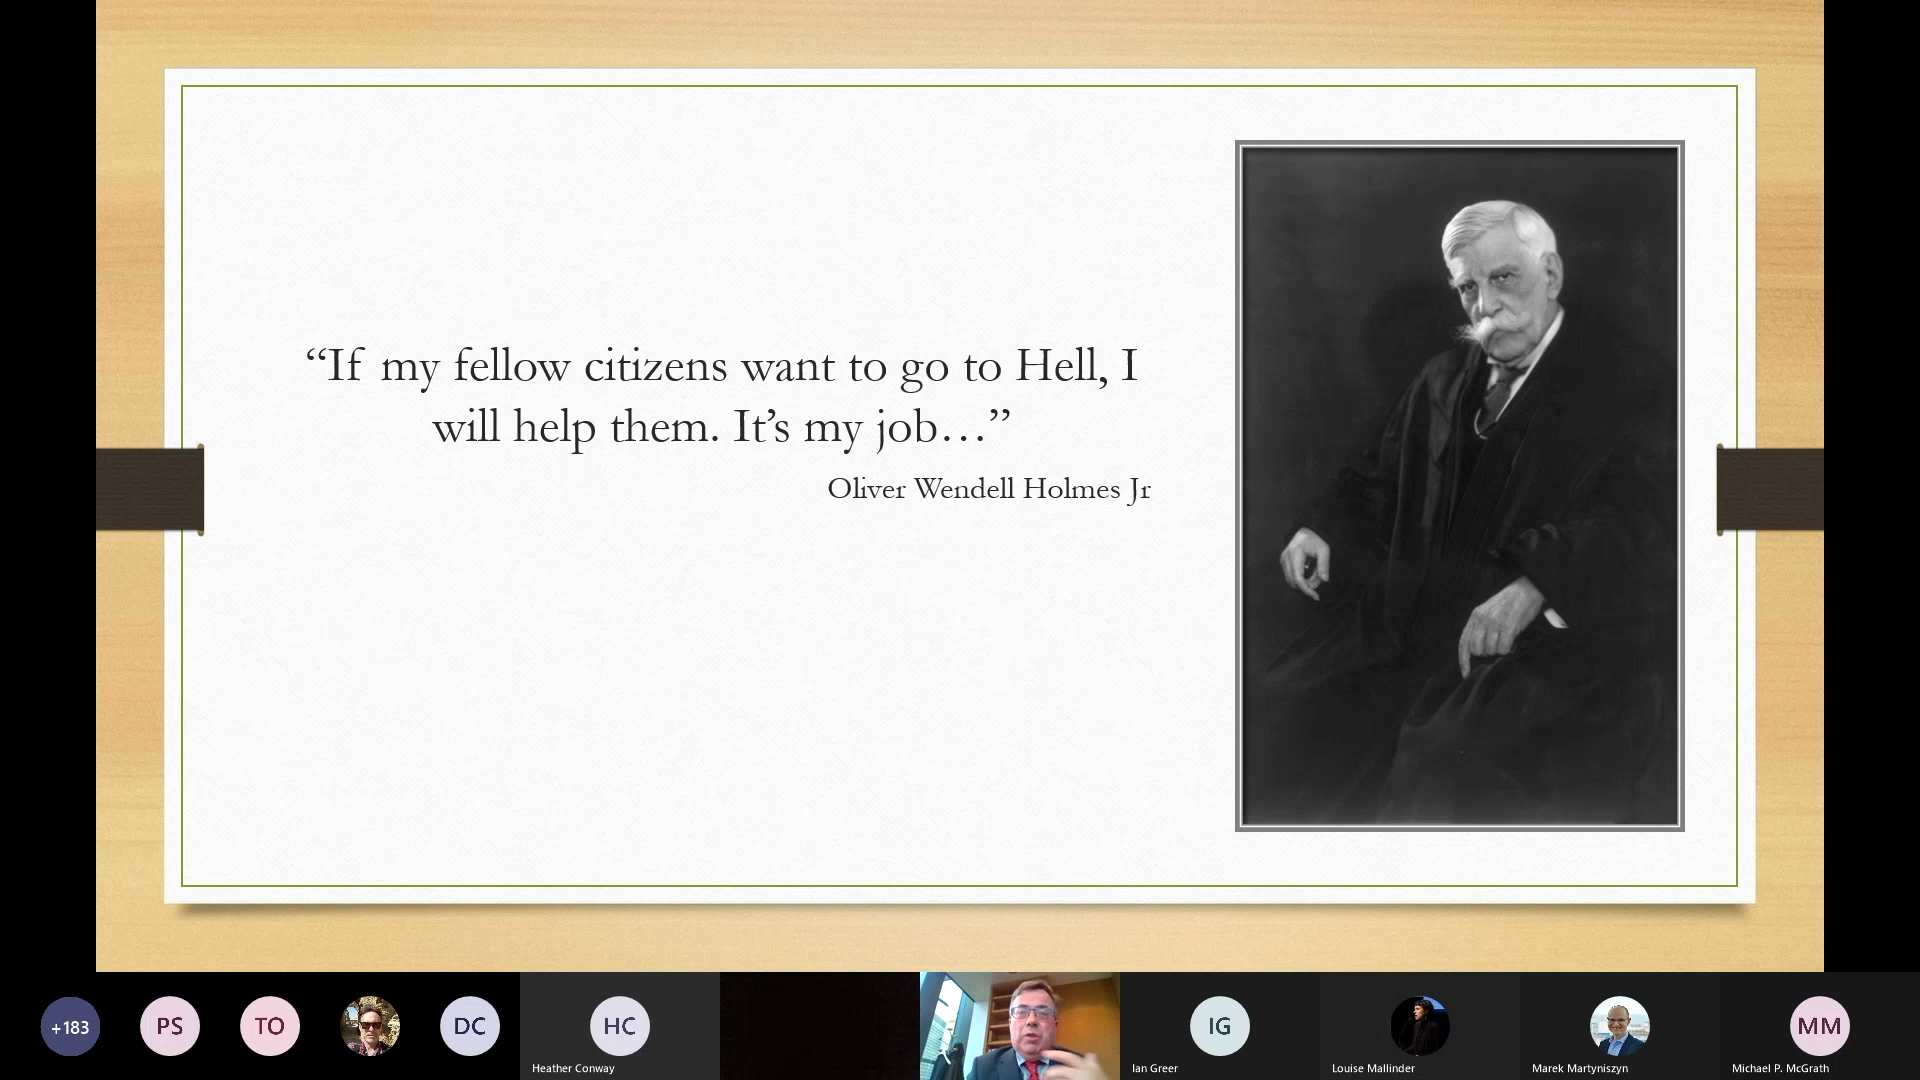 “If my fellow citizens want to go to Hell, I
will help them. It’s my job…”
Oliver Wendell Holmes Jr
+183
PS
TO
DC
HC
Heather Conway
IG
Ian Greer
Louise Mallinder
Marek Martyniszyn
MM
Michael P. McGrath